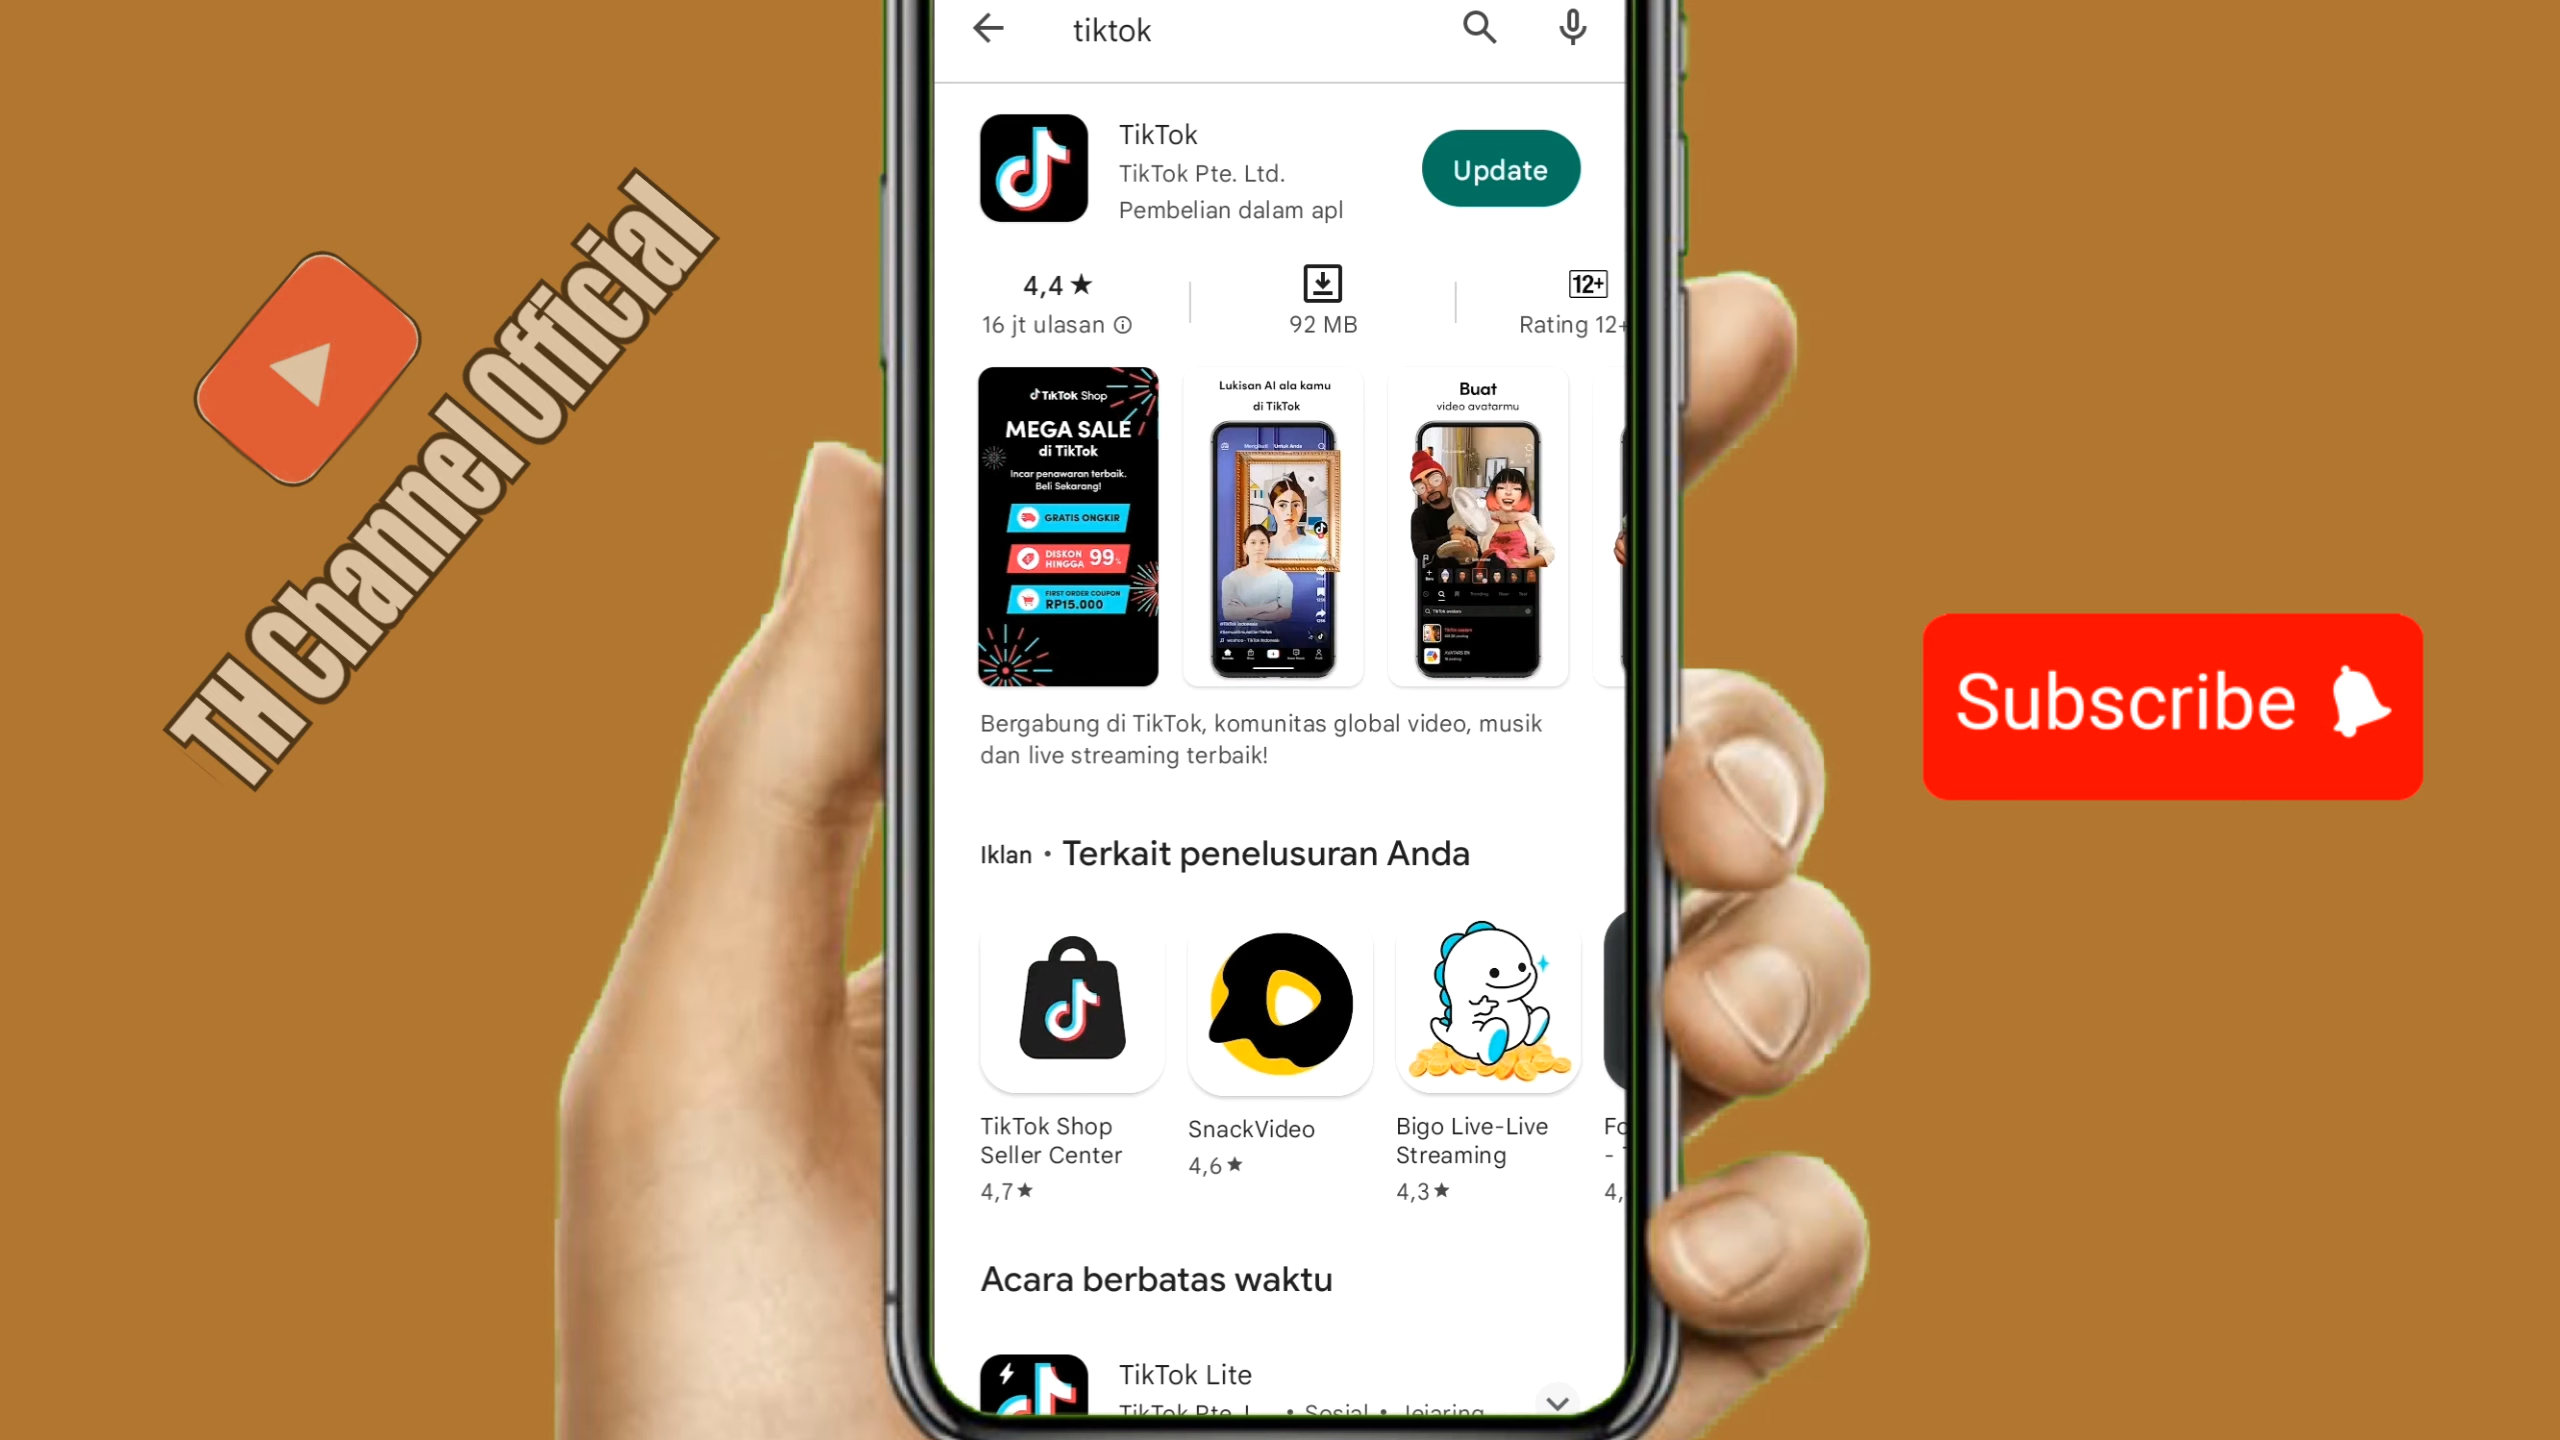 tiktok
TikTok
TikTok Pte. Ltd.
Pembelian dalam apl
Update
4,4 ★
16 jt ulasan
92 MB
12+
Rating 12+
TikTok Shop
MEGA SALE
di TikTok
Incar penawaran terbaik.
Beli Sekarang!
GRATIS ONGKIR
DISKON
HINGGA 99%
FIRST ORDER COUPON
RP15.000
Lukisan AI ala kamu
di TikTok
Buat
video avatarmu
Bergabung di TikTok, komunitas global video, musik
dan live streaming terbaik!
Iklan • Terkait penelusuran Anda
TikTok Shop
Seller Center
4,7★
SnackVideo
4,6★
Bigo Live-Live
Streaming
4,3★
Acara berbatas waktu
TikTok Lite
TH Channel Official
Subscribe